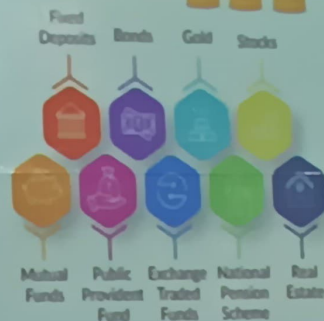 Fixed
Deposits
Bonds
Gold
Stocks
Mutual
Funds
Public
Provident
Fund
Exchange
Traded
Funds
National
Pension
Scheme
Real
Estate